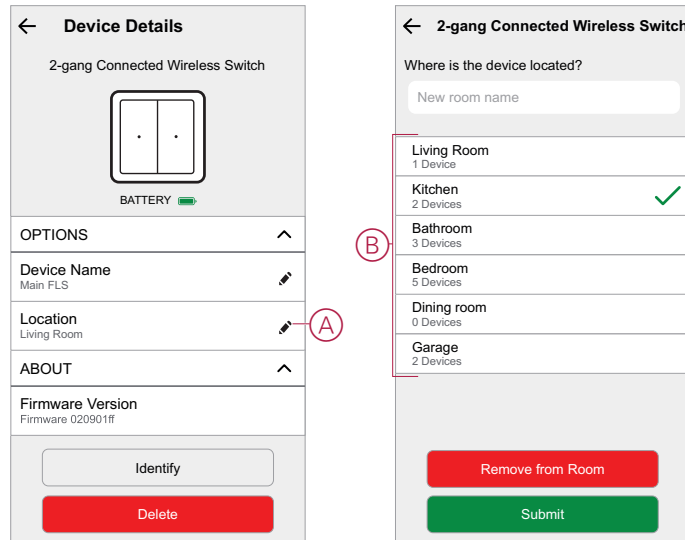 Device Details
2-gang Connected Wireless Switch
BATTERY
OPTIONS
Device Name
Main FLS
Location
Living Room
A
ABOUT
Firmware Version
Firmware 020901ff
Identify
Delete
2-gang Connected Wireless Switch
Where is the device located?
New room name
B
Living Room
1 Device
Kitchen
2 Devices
Bathroom
3 Devices
Bedroom
5 Devices
Dining room
0 Devices
Garage
2 Devices
Remove from Room
Submit